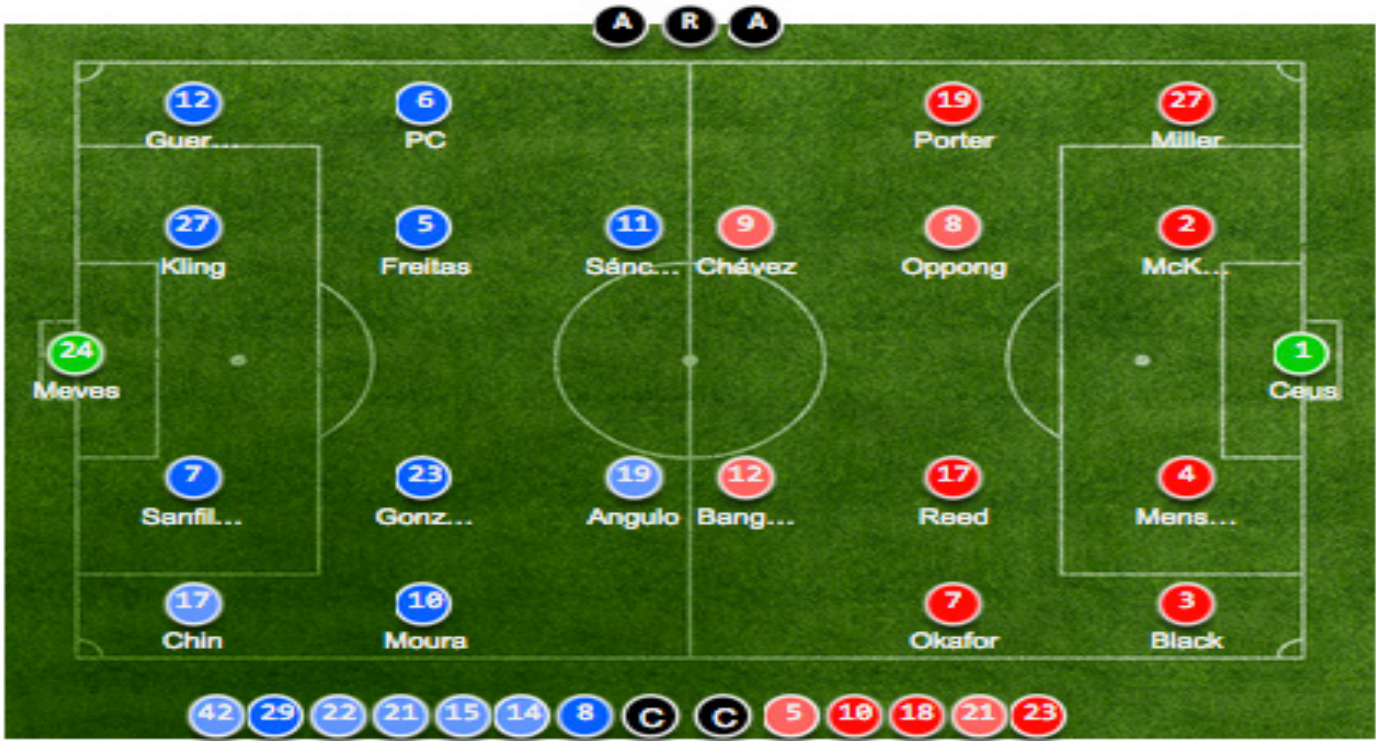 A R A
12 6 19 27
Guer... PC Porter Miller
27 5 11 9 8 2
Kling Freitas Sánc... Chávez Oppong McK...
24 1
Meves Ceus
7 23 19 12 17 4
Sanfil... Gonz... Angulo Bang... Reed Mens...
17 10 7 3
Chin Moura Okafor Black
42 29 22 21 15 14 8 C C 5 10 18 21 23